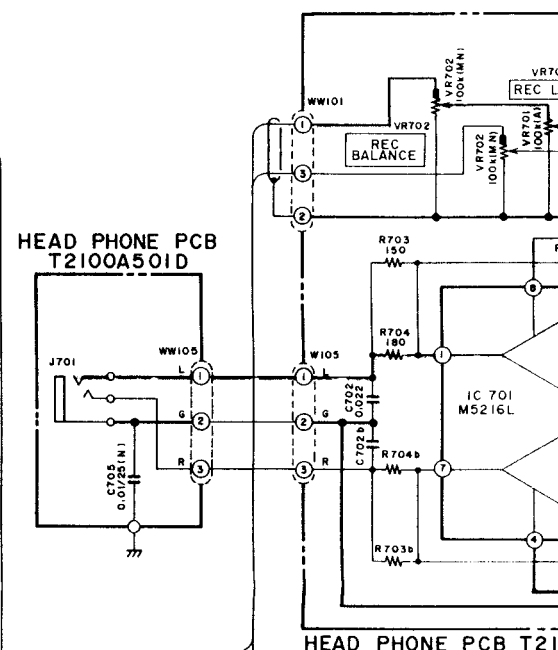 VR702
100k(MN)
REC L
WW101
1
VR702
REC
BALANCE
VR702
100k(MN)
VR701
100k(A)
3
2
HEAD PHONE PCB
T2100A501D
R703
150
8
J701
WW105
L
1
W105
1
L
R704
180
1
C702
0.022
IC 701
M5216L
G
2
2
G
C702b
C705
0.01/25(N)
R
3
3
R
R704b
7
R703b
4
HEAD PHONE PCB T21